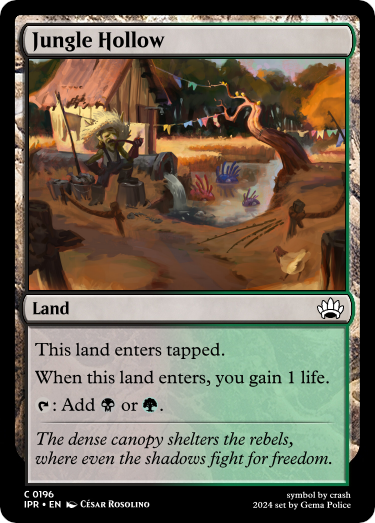 Jungle Hollow
Land
This land enters tapped.
When this land enters, you gain 1 life.
: Add or .
The dense canopy shelters the rebels,
where even the shadows fight for freedom.
C 0196
IPR • EN César Rosolino
symbol by crash
2024 set by Gema Police